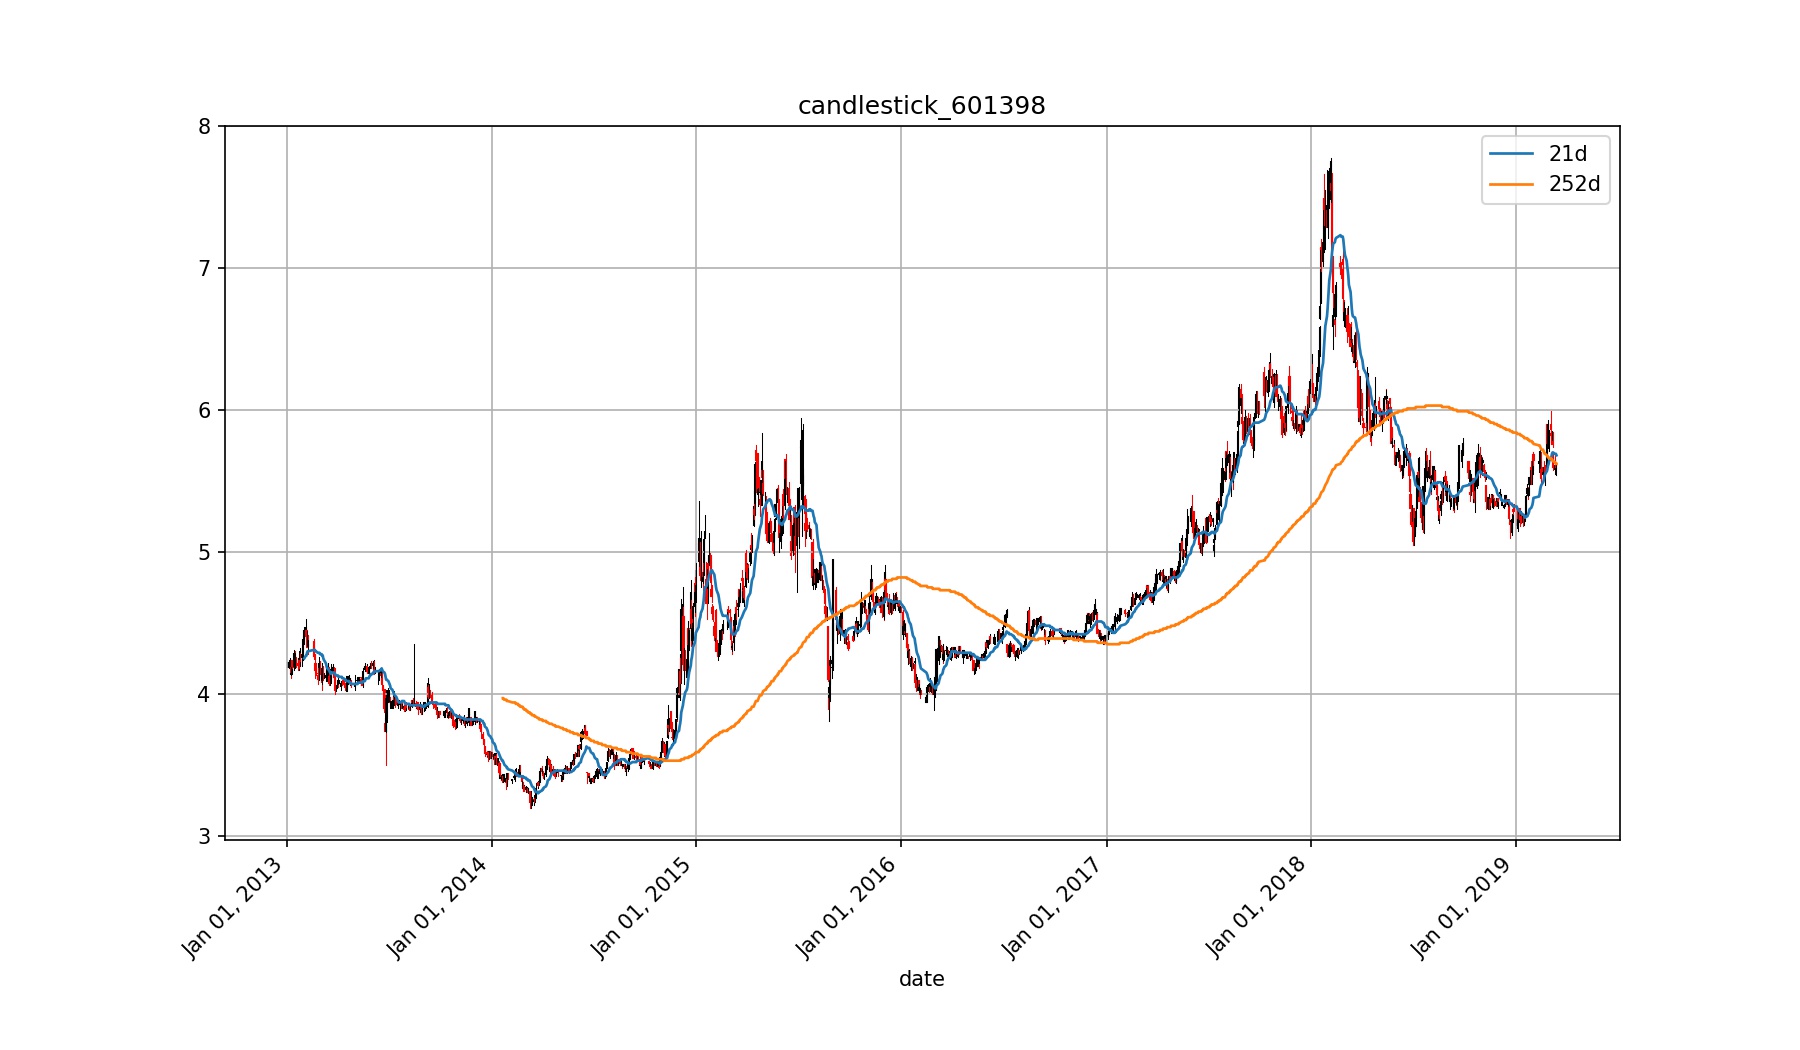 candlestick_601398
21d
252d
8
7
6
5
4
3
Jan 01, 2013
Jan 01, 2014
Jan 01, 2015
Jan 01, 2016
Jan 01, 2017
Jan 01, 2018
Jan 01, 2019
date